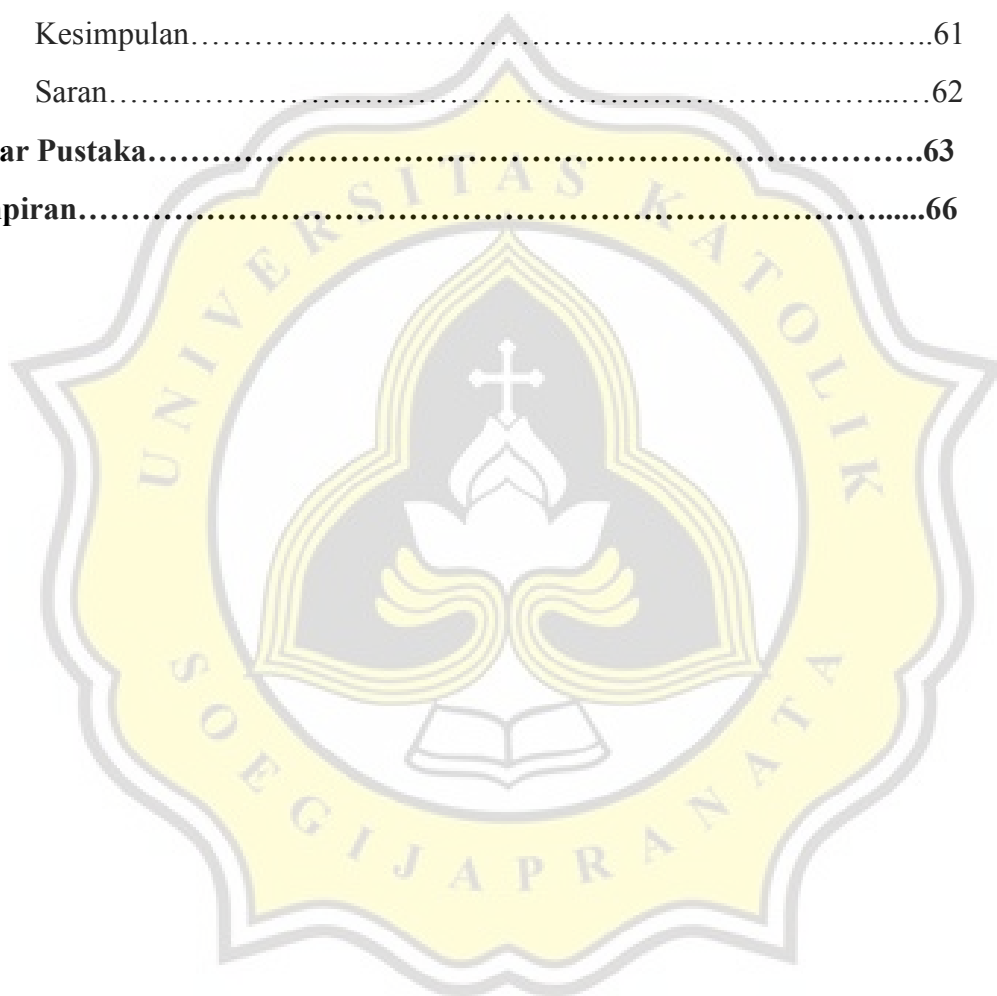 Kesimpulan……………………………………………………………...…..61
Saran………………………………………………………………...…62
ar Pustaka……………………………………………………………….63
piran…………………………………………………………………......66
UNIVERSITAS KATOLIK
SOEGIJAPRANATA